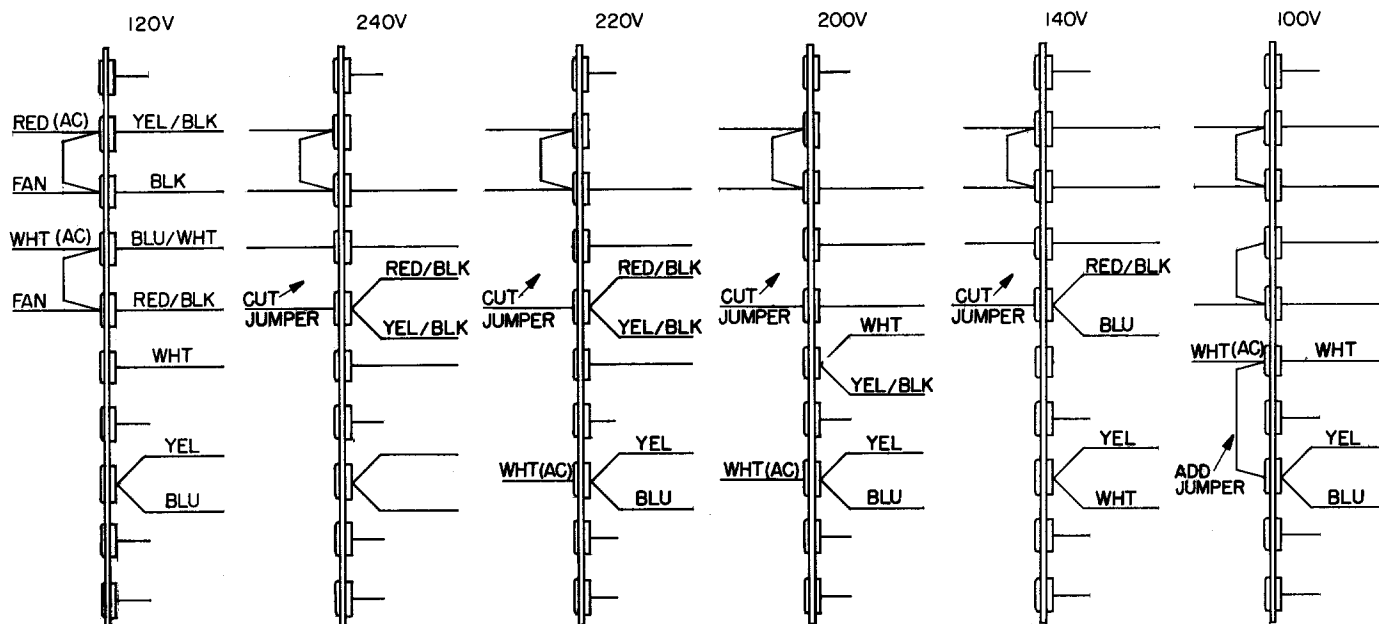 120V 240V 220V 200V 140V 100V
RED (AC) YEL/BLK
FAN BLK
WHT (AC) BLU/WHT
FAN RED/BLK
WHT
YEL
BLU
RED/BLK
CUT
JUMPER
YEL/BLK
RED/BLK
CUT
JUMPER
YEL/BLK
WHT(AC)
YEL
BLU
CUT
JUMPER
WHT
YEL/BLK
WHT(AC)
YEL
BLU
RED/BLK
CUT
JUMPER
BLU
YEL
WHT
WHT(AC) WHT
ADD
JUMPER
YEL
BLU